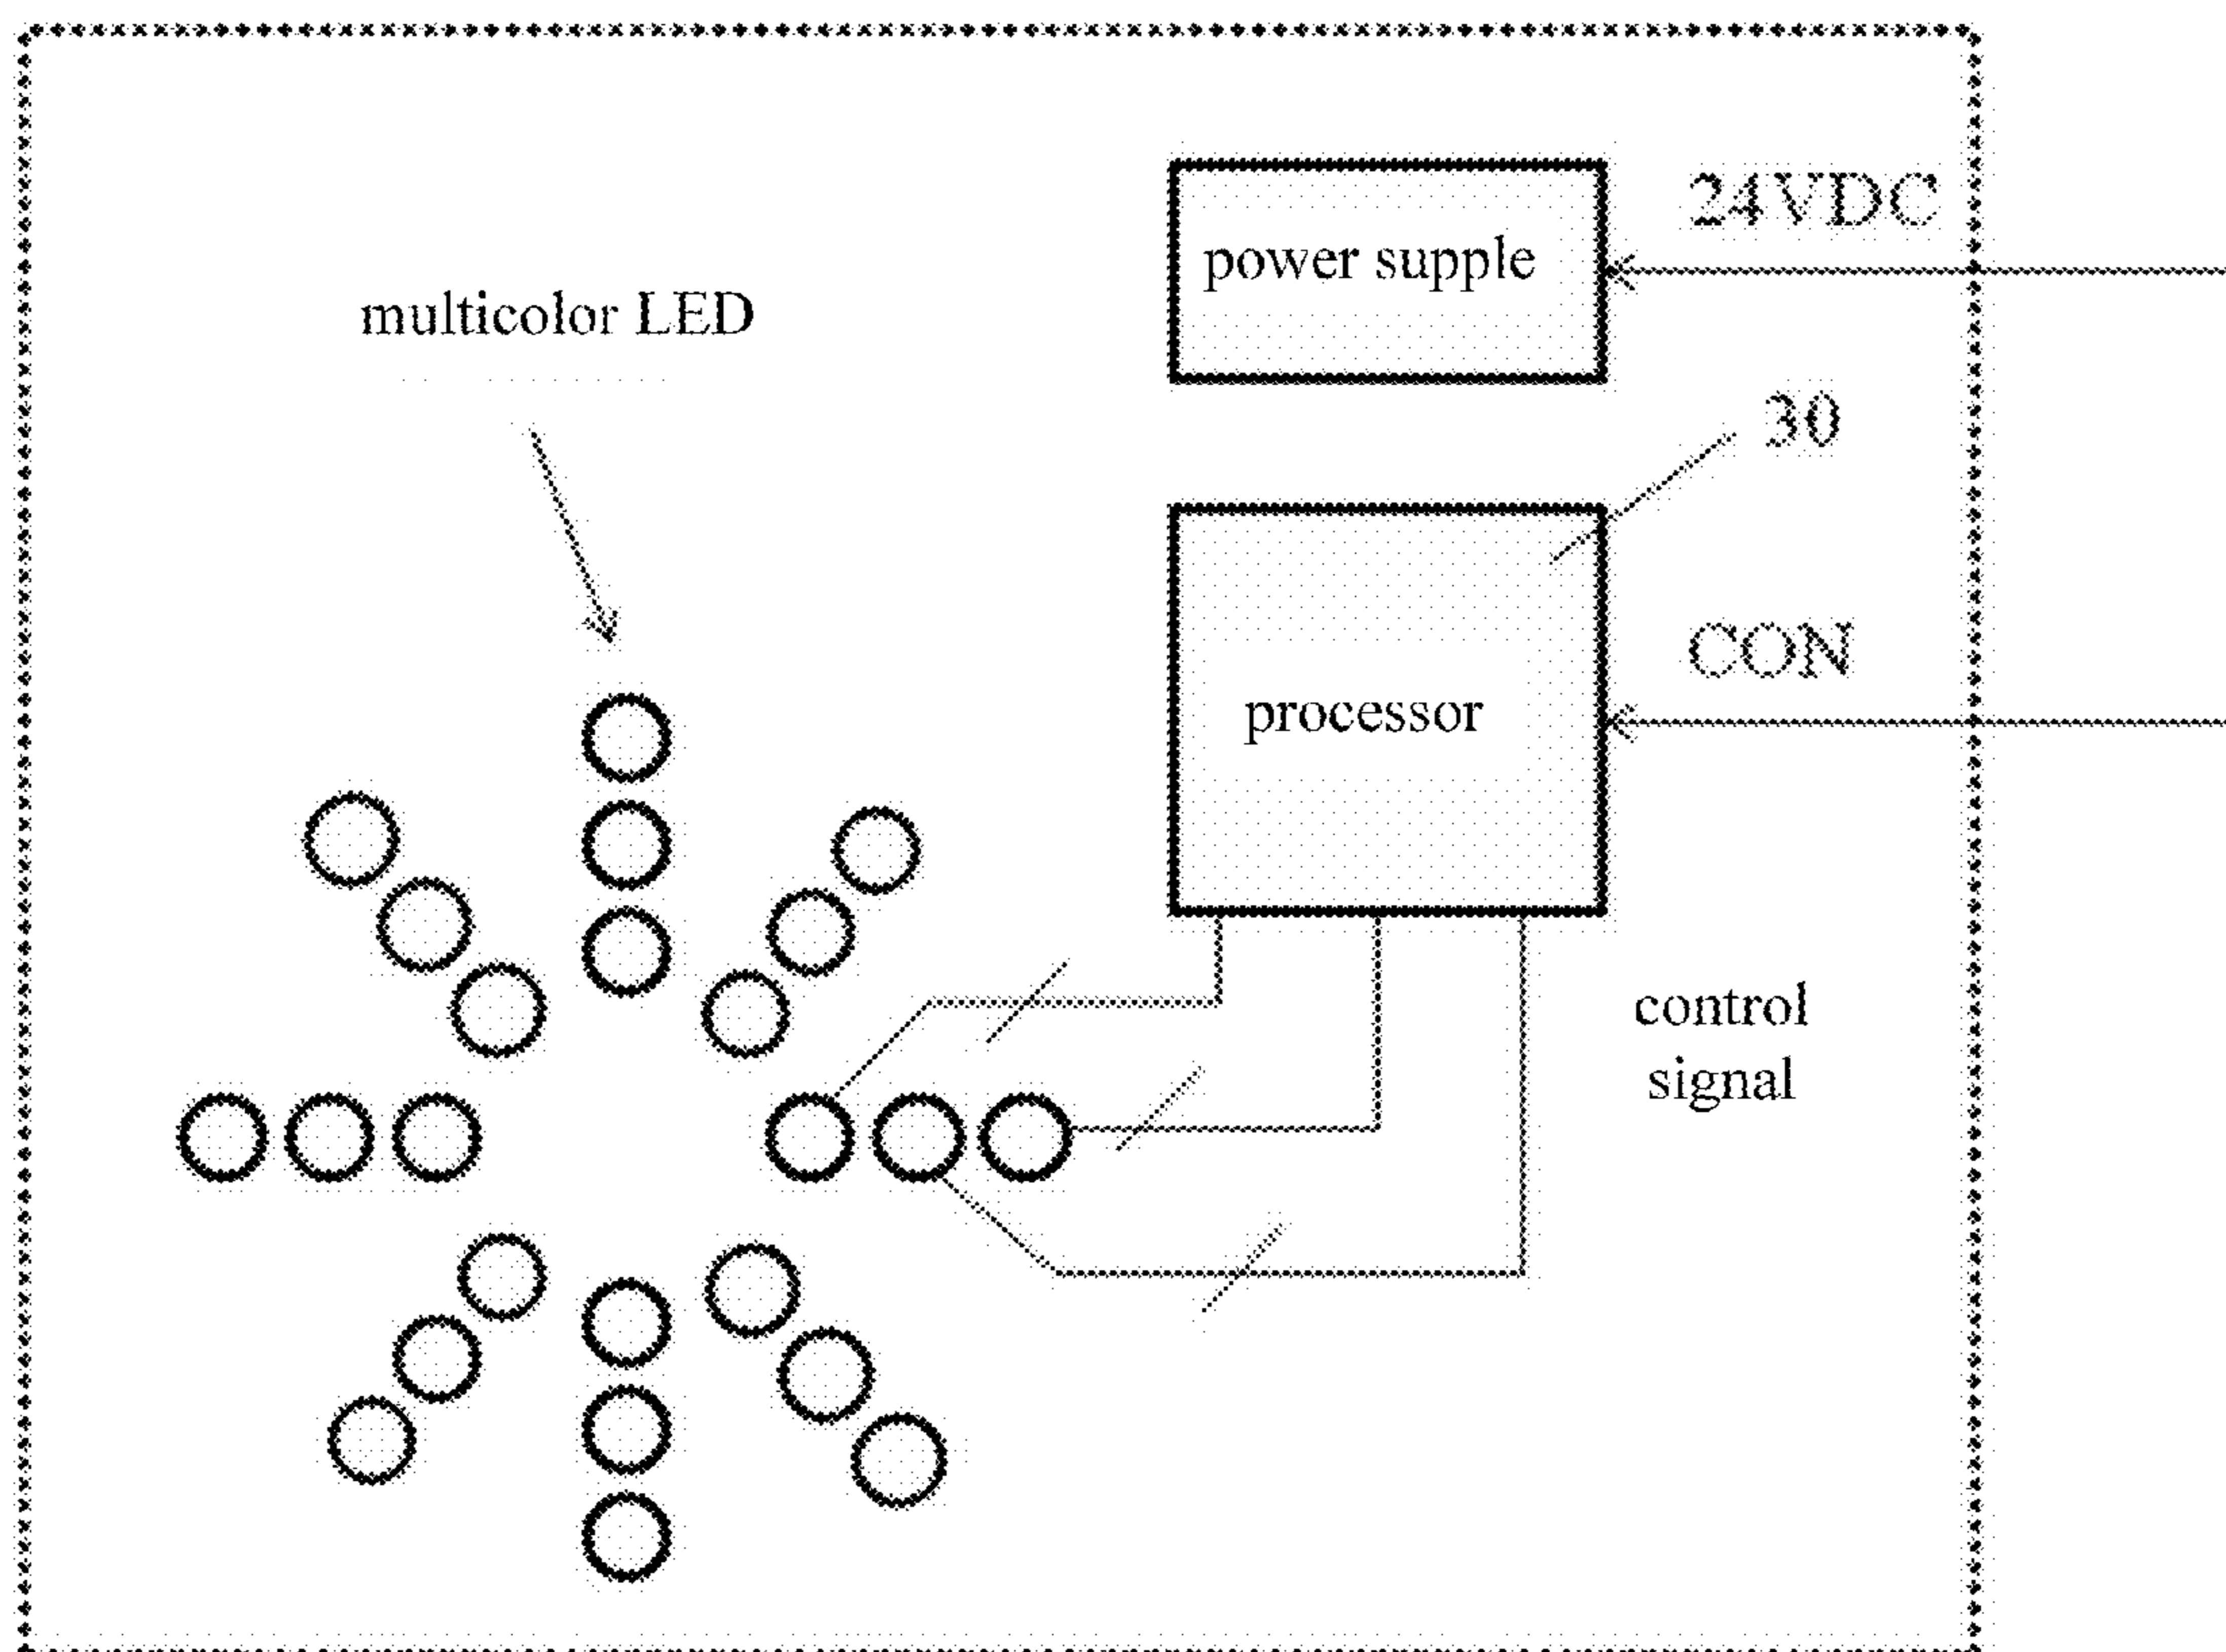 24VDC
power supple
multicolor LED
30
CON
processor
control
signal